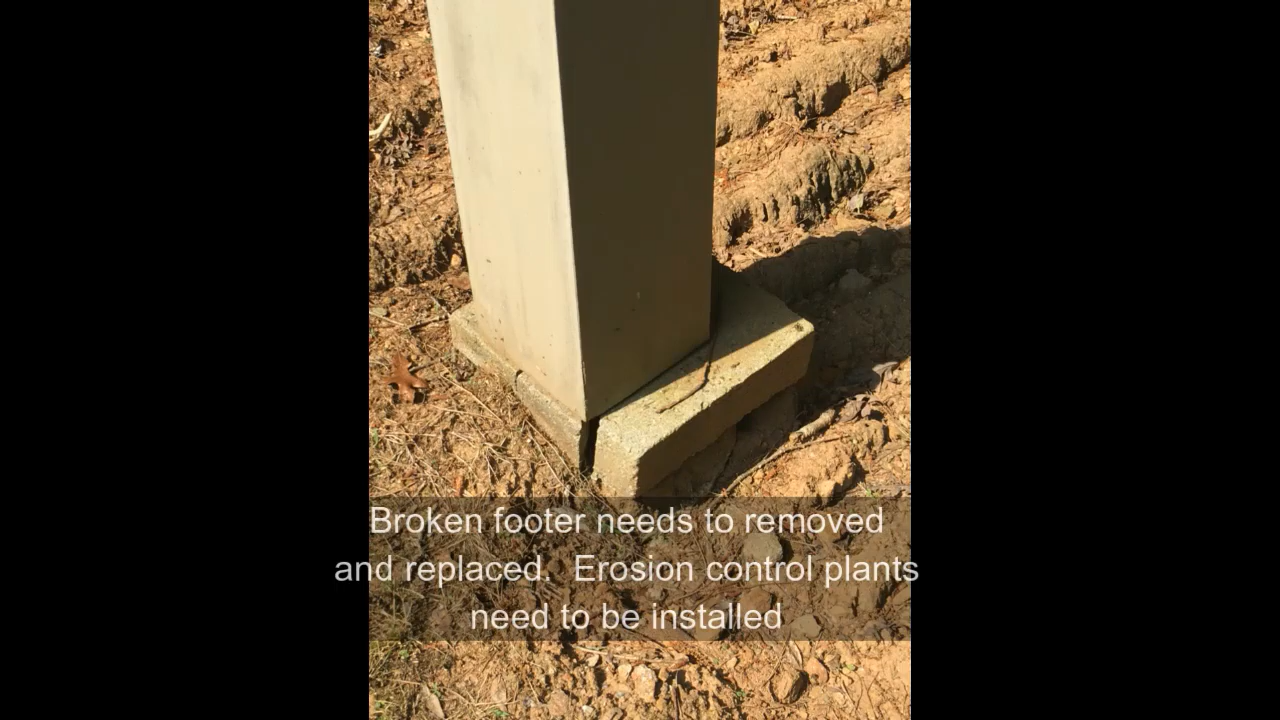 Broken footer needs to removed
and replaced.  Erosion control plants
need to be installed